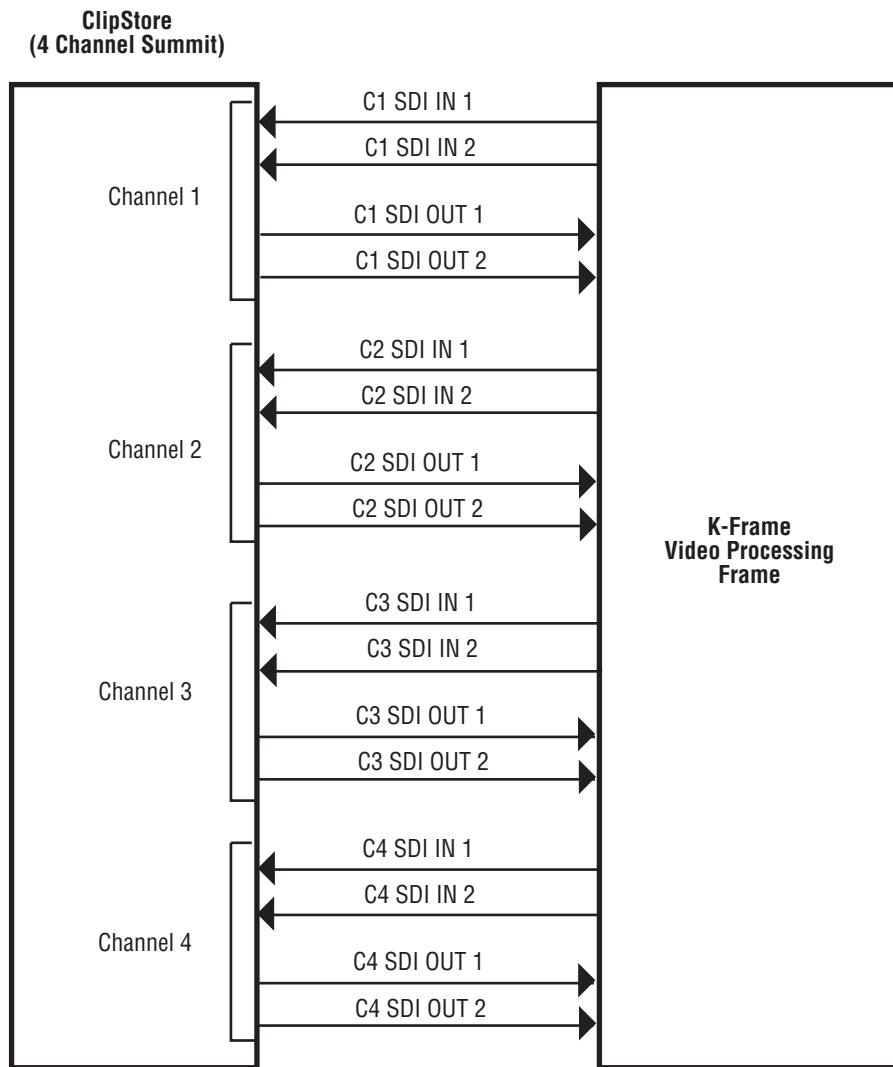 ClipStore
(4 Channel Summit)
C1 SDI IN 1
C1 SDI IN 2
Channel 1
C1 SDI OUT 1
C1 SDI OUT 2
C2 SDI IN 1
C2 SDI IN 2
Channel 2
C2 SDI OUT 1
C2 SDI OUT 2
K-Frame
Video Processing
Frame
C3 SDI IN 1
C3 SDI IN 2
Channel 3
C3 SDI OUT 1
C3 SDI OUT 2
C4 SDI IN 1
C4 SDI IN 2
Channel 4
C4 SDI OUT 1
C4 SDI OUT 2